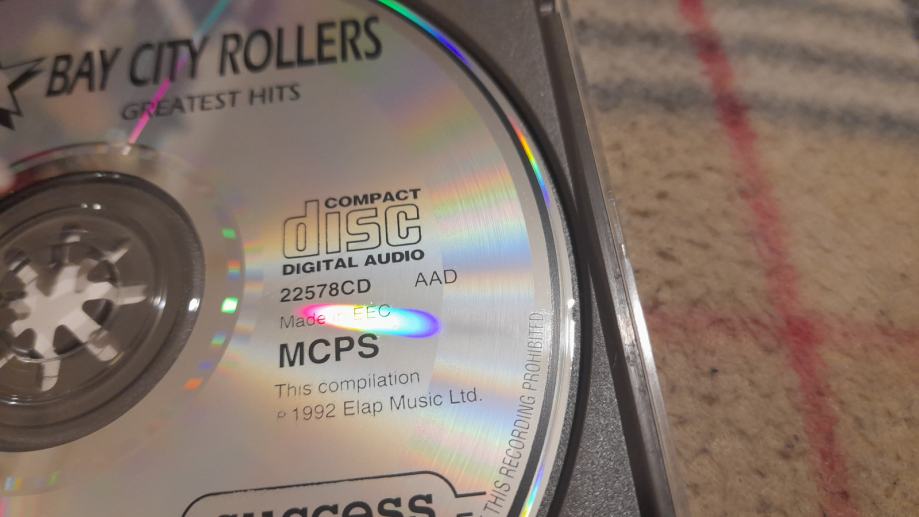 BAY CITY ROLLERS
GREATEST HITS
COMPACT
disc
DIGITAL AUDIO
22578CD AAD
Made in EEC
MCPS
This compilation
℗ 1992 Elap Music Ltd.
success
THIS RECORDING PROHIBITED